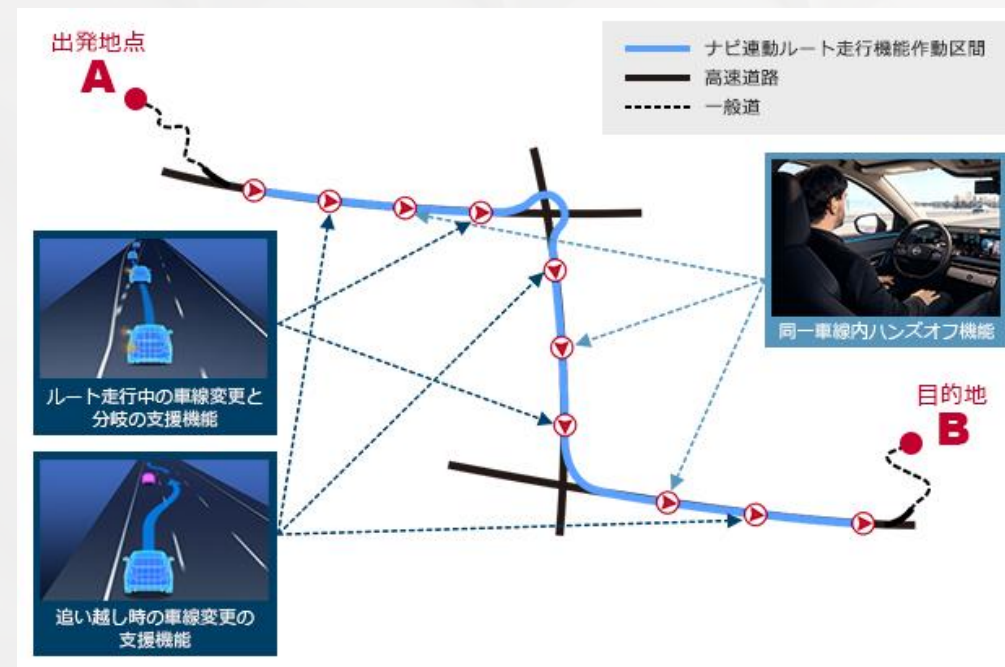 出発地点
A
ナビ連動ルート走行機能作動区間
高速道路
一般道
同一車線内ハンズオフ機能
ルート走行中の車線変更と
分岐の支援機能
目的地
B
追い越し時の車線変更の
支援機能